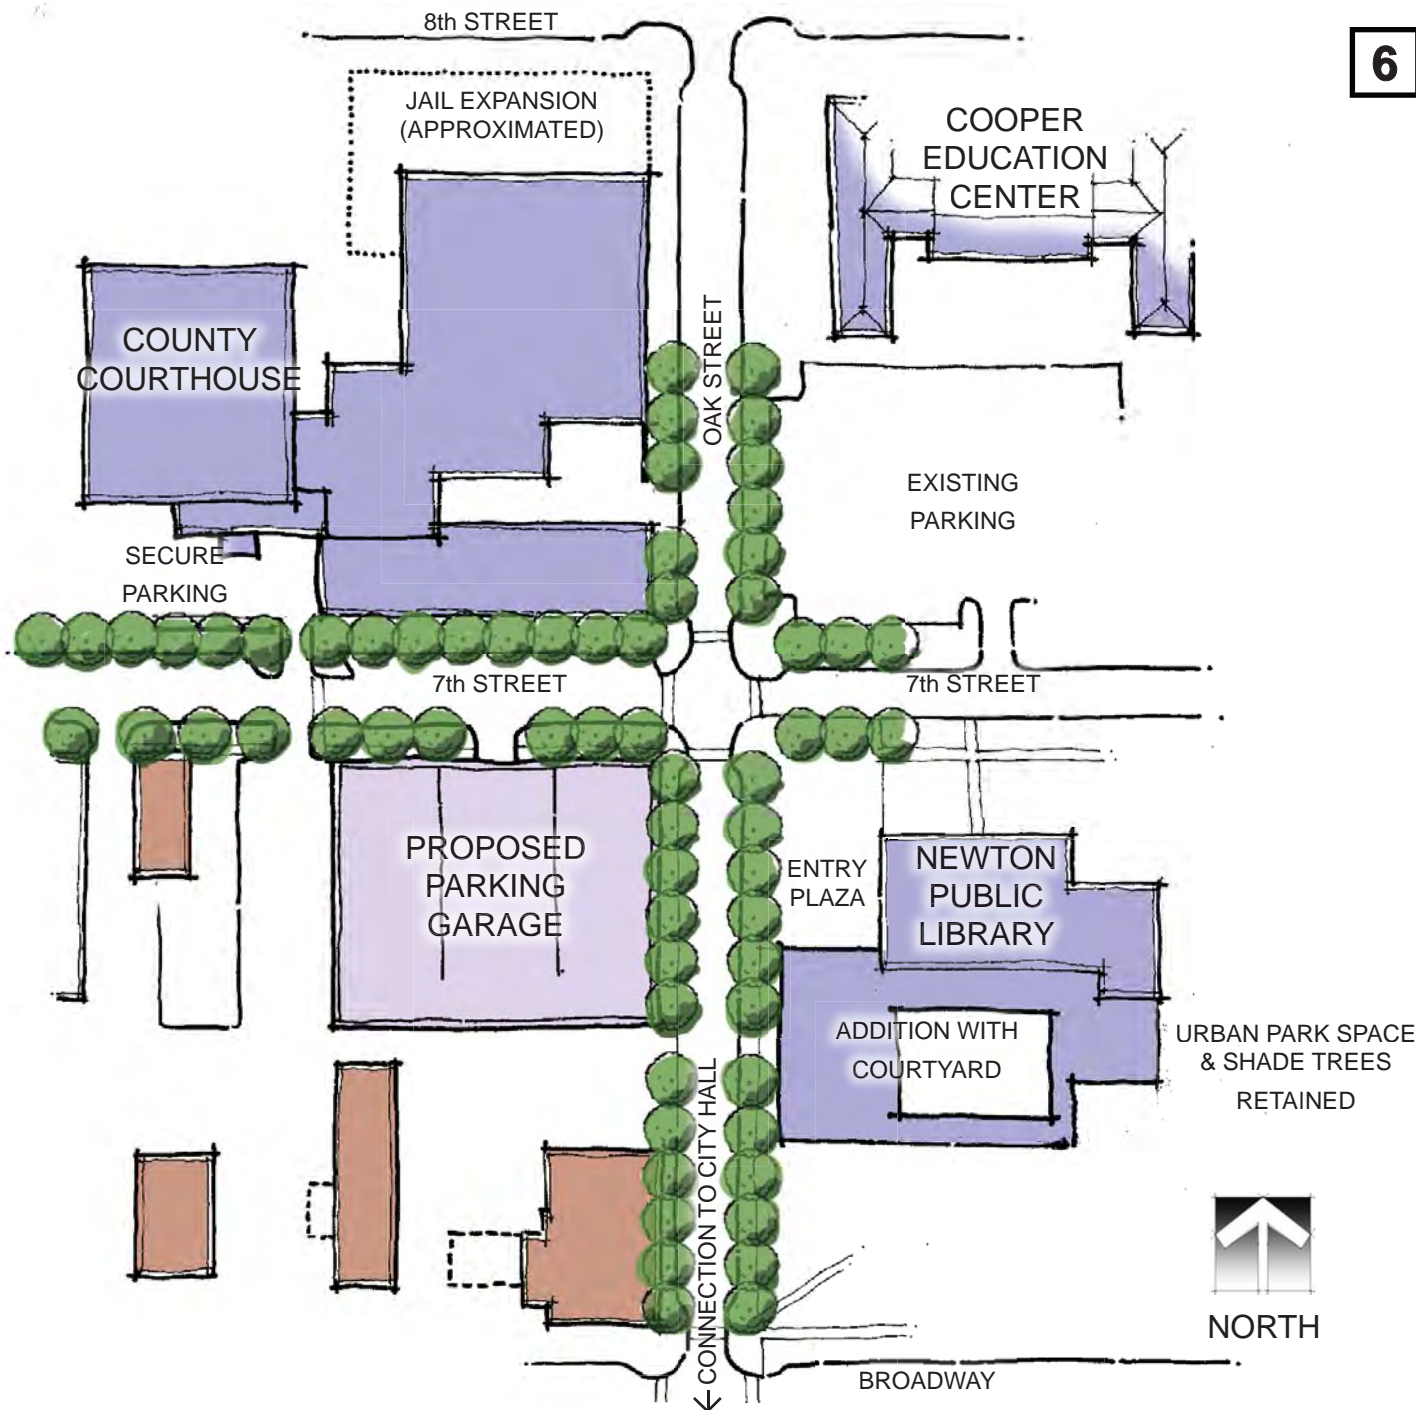 8th STREET
6
JAIL EXPANSION
(APPROXIMATED)
COOPER
EDUCATION
CENTER
COUNTY
COURTHOUSE
OAK STREET
EXISTING
PARKING
SECURE
PARKING
7th STREET
7th STREET
PROPOSED
PARKING
GARAGE
ENTRY
PLAZA
NEWTON
PUBLIC
LIBRARY
ADDITION WITH
COURTYARD
URBAN PARK SPACE
& SHADE TREES
RETAINED
CONNECTION TO CITY HALL
NORTH
BROADWAY